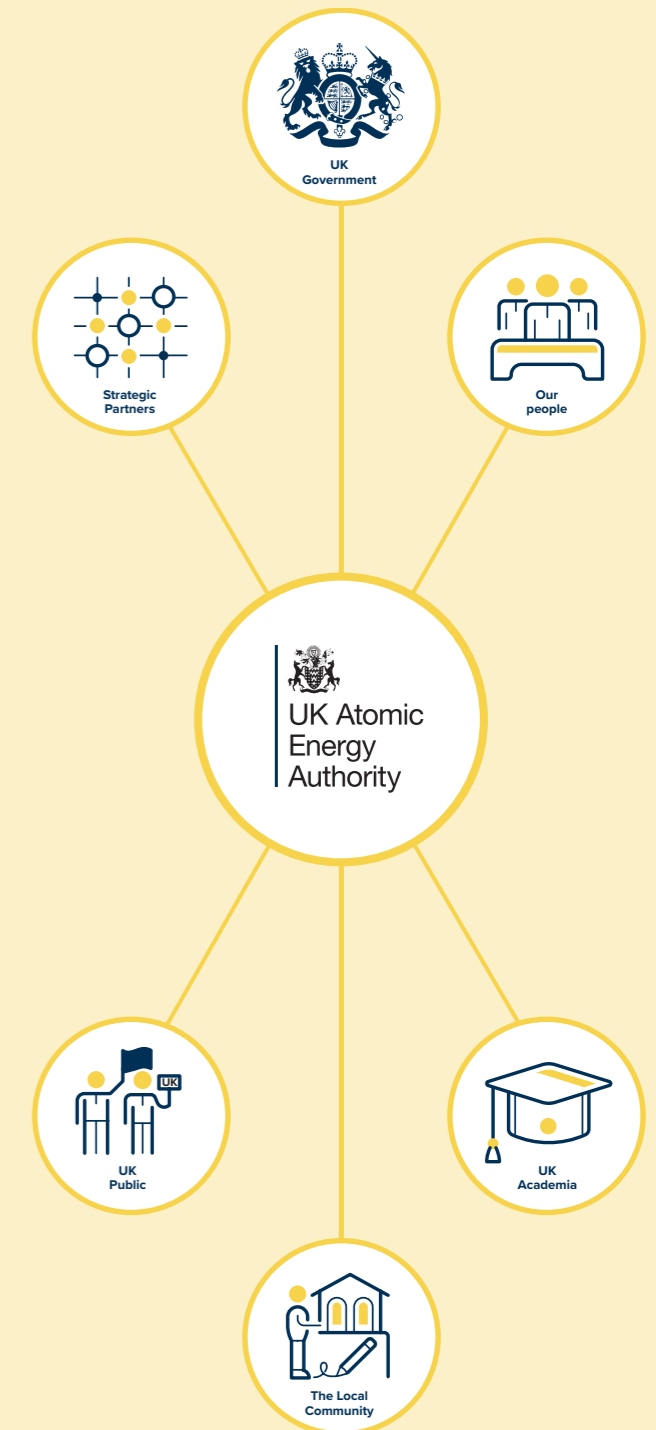 UK
Government
Strategic
Partners
Our
people
UK Atomic
Energy
Authority
UK
UK
Public
UK
Academia
The Local
Community